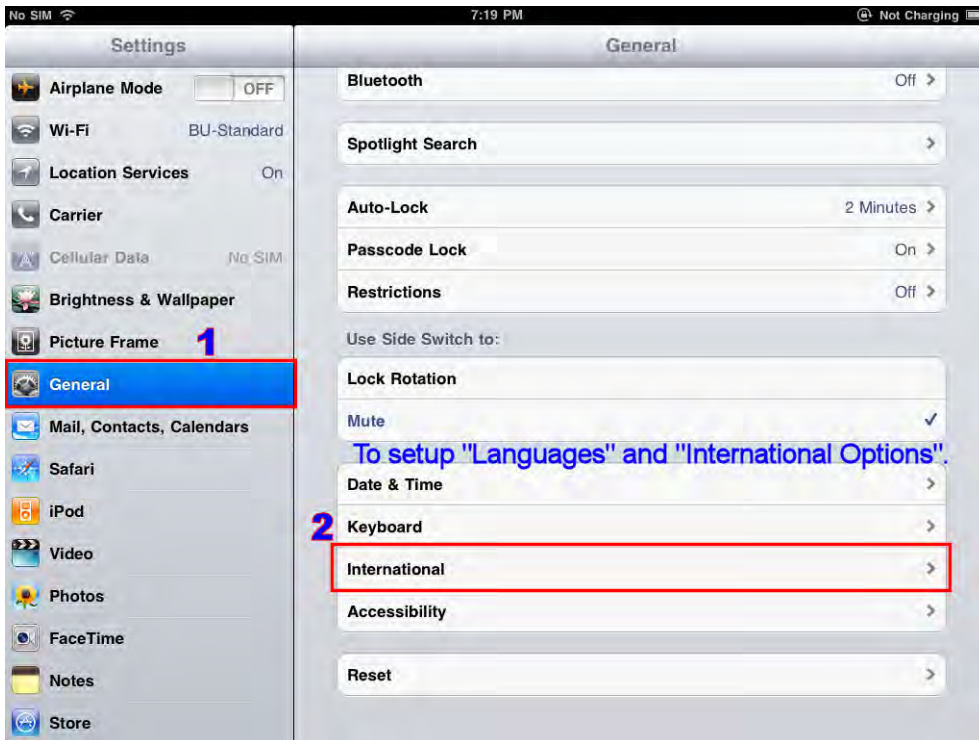 No SIM 7:19 PM Not Charging
Settings
General
Airplane Mode OFF
Wi-Fi BU-Standard
Location Services On
Carrier
Cellular Data No SIM
Brightness & Wallpaper
Picture Frame
1
General
Mail, Contacts, Calendars
Safari
iPod
Video
Photos
FaceTime
Notes
Store
Bluetooth Off
Spotlight Search
Auto-Lock 2 Minutes
Passcode Lock On
Restrictions Off
Use Side Switch to:
Lock Rotation
Mute
To setup "Languages" and "International Options".
Date & Time
2
Keyboard
International
Accessibility
Reset